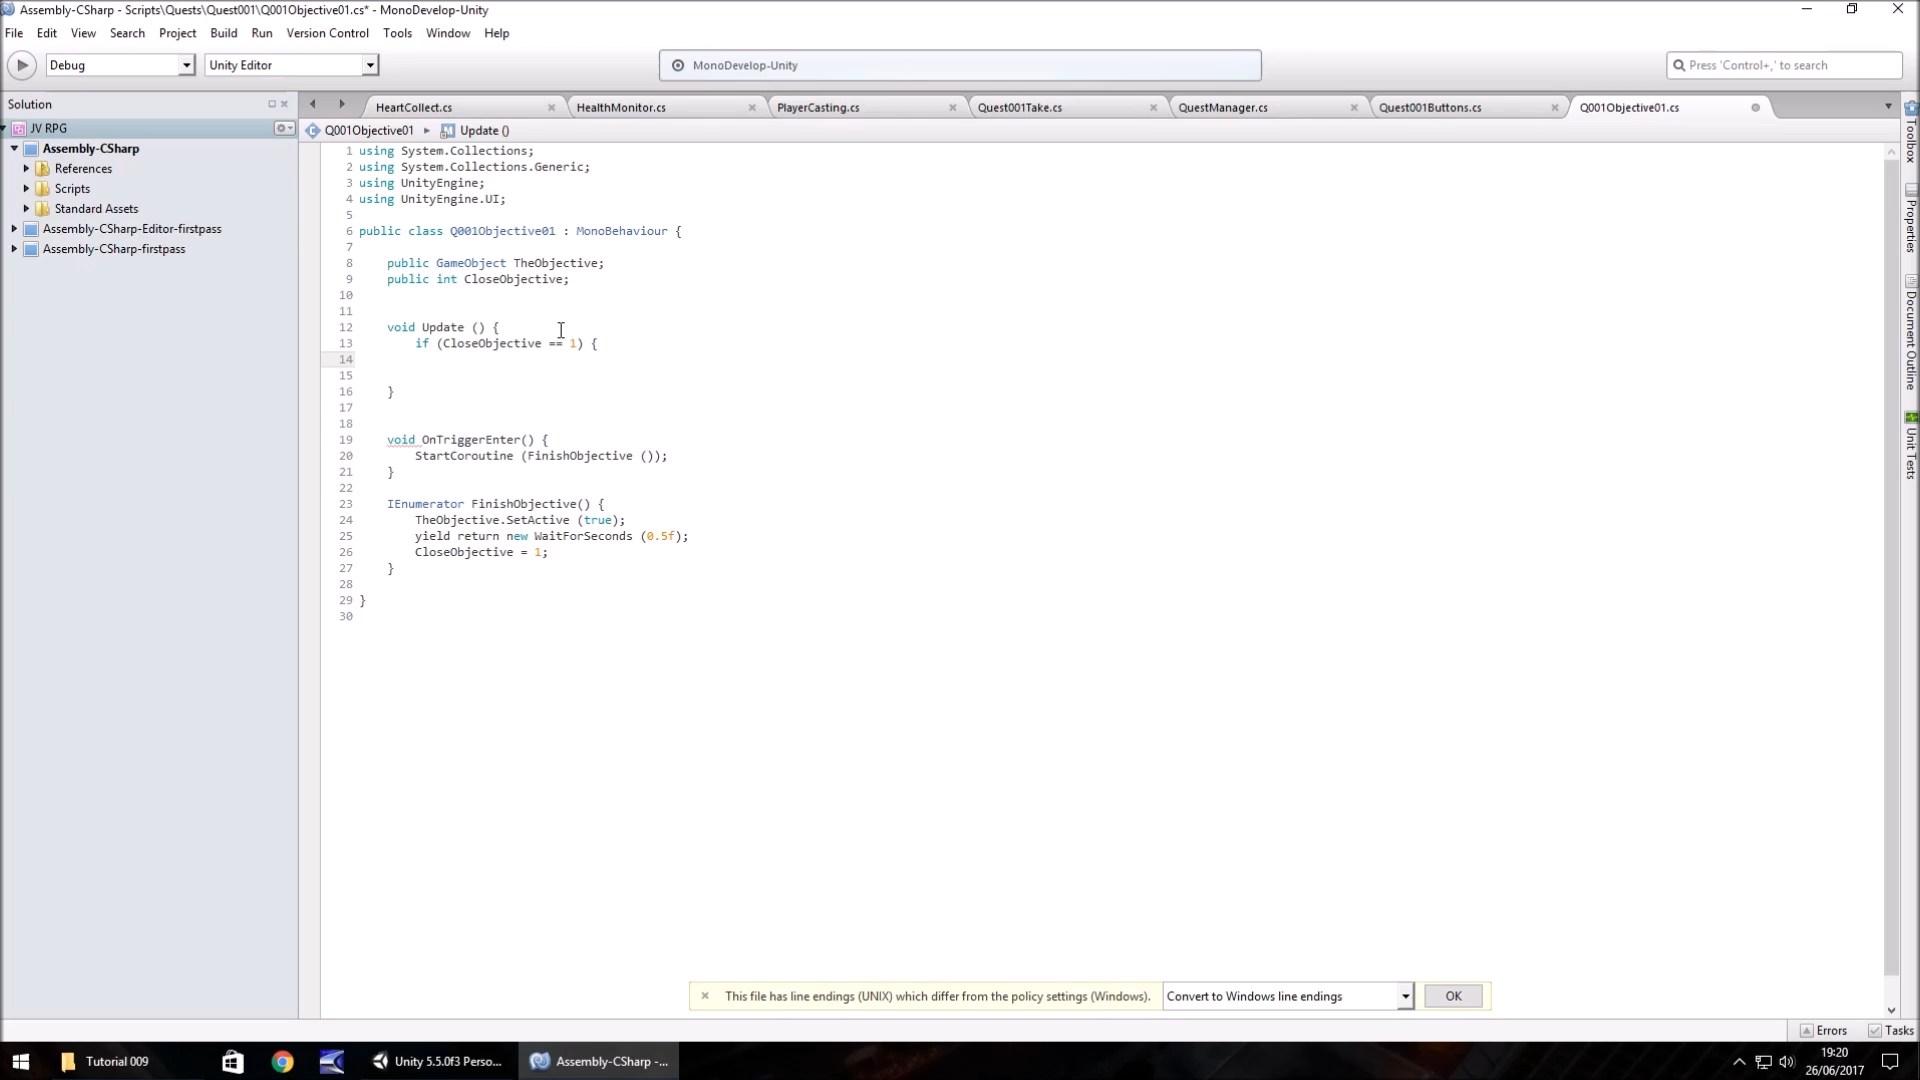 Assembly-CSharp - Scripts\Quests\Quest001\Q001Objective01.cs* - MonoDevelop-Unity
File Edit View Search Project Build Run Version Control Tools Window Help
Debug Unity Editor MonoDevelop-Unity Press 'Control+,' to search
Solution HeartCollect.cs HealthMonitor.cs PlayerCasting.cs Quest001Take.cs QuestManager.cs Quest001Buttons.cs Q001Objective01.cs
JV RPG
Assembly-CSharp
References
Scripts
Standard Assets
Assembly-CSharp-Editor-firstpass
Assembly-CSharp-firstpass
Q001Objective01 Update ()
1 using System.Collections;
2 using System.Collections.Generic;
3 using UnityEngine;
4 using UnityEngine.UI;
5
6 public class Q001Objective01 : MonoBehaviour {
7
8 public GameObject TheObjective;
9 public int CloseObjective;
10
11
12 void Update () {
13 if (CloseObjective == 1) {
14
15
16 }
17
18
19 void OnTriggerEnter() {
20 StartCoroutine (FinishObjective ());
21 }
22
23 IEnumerator FinishObjective() {
24 TheObjective.SetActive (true);
25 yield return new WaitForSeconds (0.5f);
26 CloseObjective = 1;
27 }
28
29 }
30
Toolbox
Properties
Document Outline
Unit Tests
This file has line endings (UNIX) which differ from the policy settings (Windows). Convert to Windows line endings OK
Errors Tasks
Tutorial 009 Unity 5.5.0f3 Perso... Assembly-CSharp -...
19:20
26/06/2017